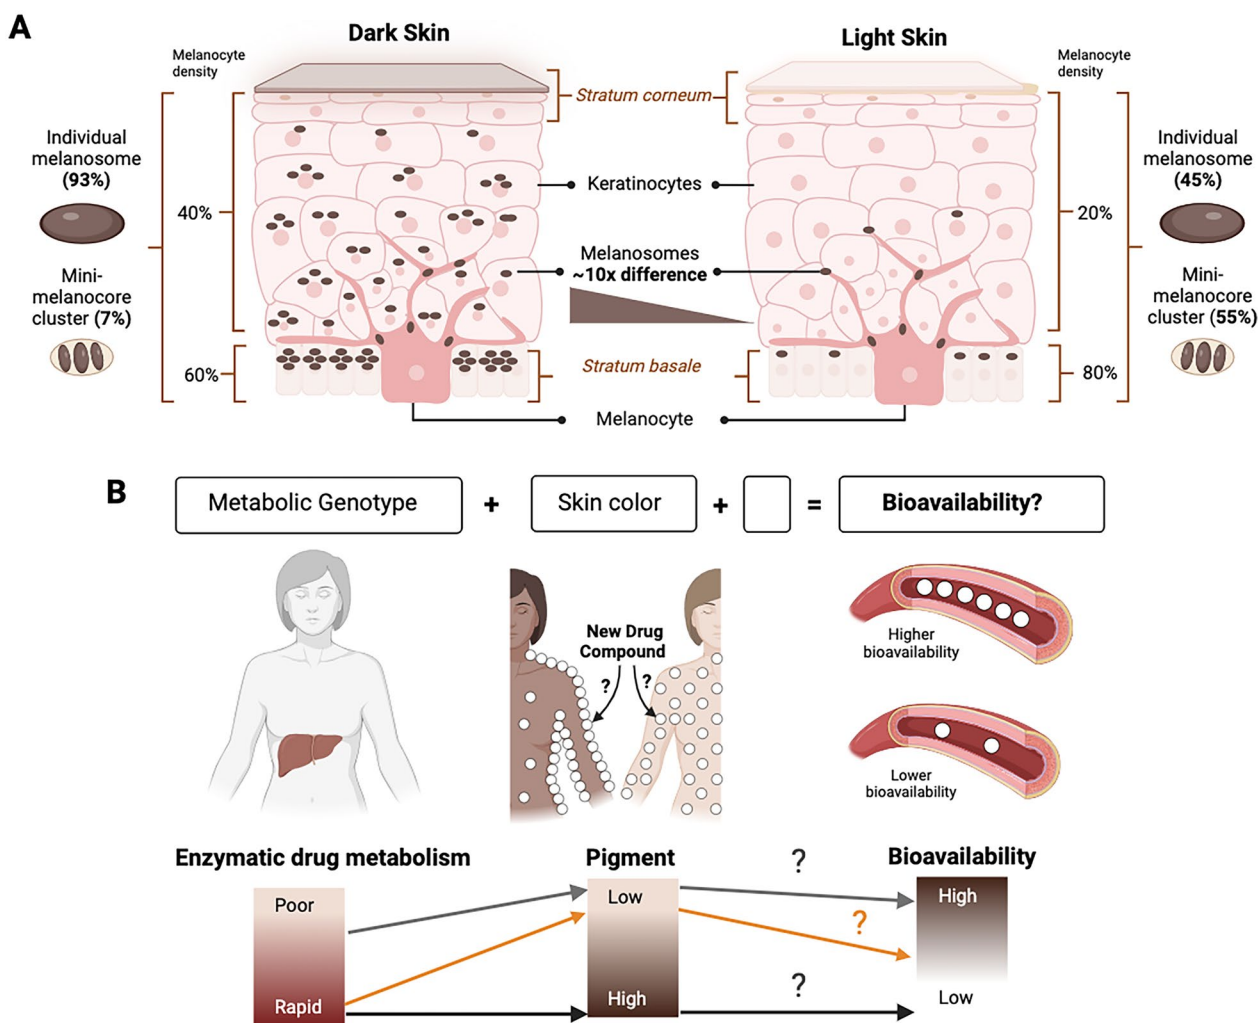 A
Dark Skin
Light Skin
Melanocyte
density
Melanocyte
density
Stratum corneum
Individual
melanosome
(93%)
Individual
melanosome
(45%)
Keratinocytes
40%
20%
Melanosomes
~10x difference
Mini-
melanocore
cluster (7%)
Mini-
melanocore
cluster (55%)
Stratum basale
60%
80%
Melanocyte
B
Metabolic Genotype
+
Skin color
+
=
Bioavailability?
New Drug
Compound
?
?
Higher
bioavailability
Lower
bioavailability
Enzymatic drug metabolism
Pigment
?
Bioavailability
Poor
Low
High
?
Rapid
High
?
Low